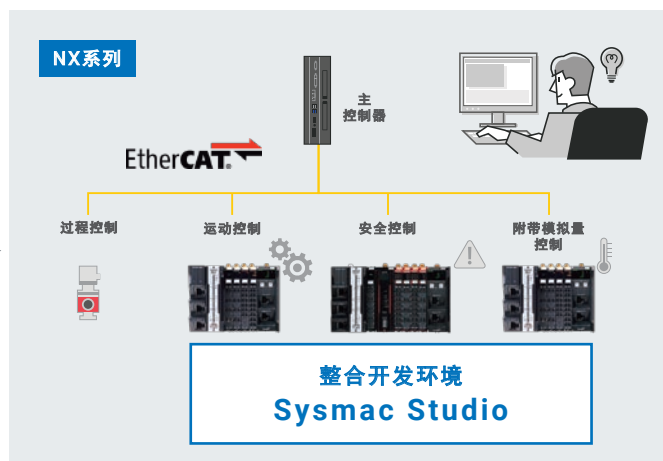 NX系列
主
控制器
EtherCAT.
过程控制
运动控制
安全控制
附带模拟量
控制
整合开发环境
Sysmac Studio